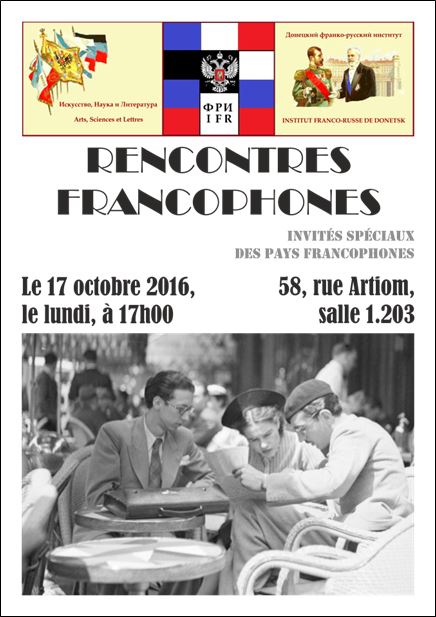 Искусство, Наука и Литература
Arts, Sciences et Lettres
ФРИ
IFR
Донецкий франко-русский институт
INSTITUT FRANCO-RUSSE DE DONETSK
RENCONTRES
FRANCOPHONES
INVITÉS SPÉCIAUX
DES PAYS FRANCOPHONES
Le 17 octobre 2016,
le lundi, à 17h00
58, rue Artiom,
salle 1.203